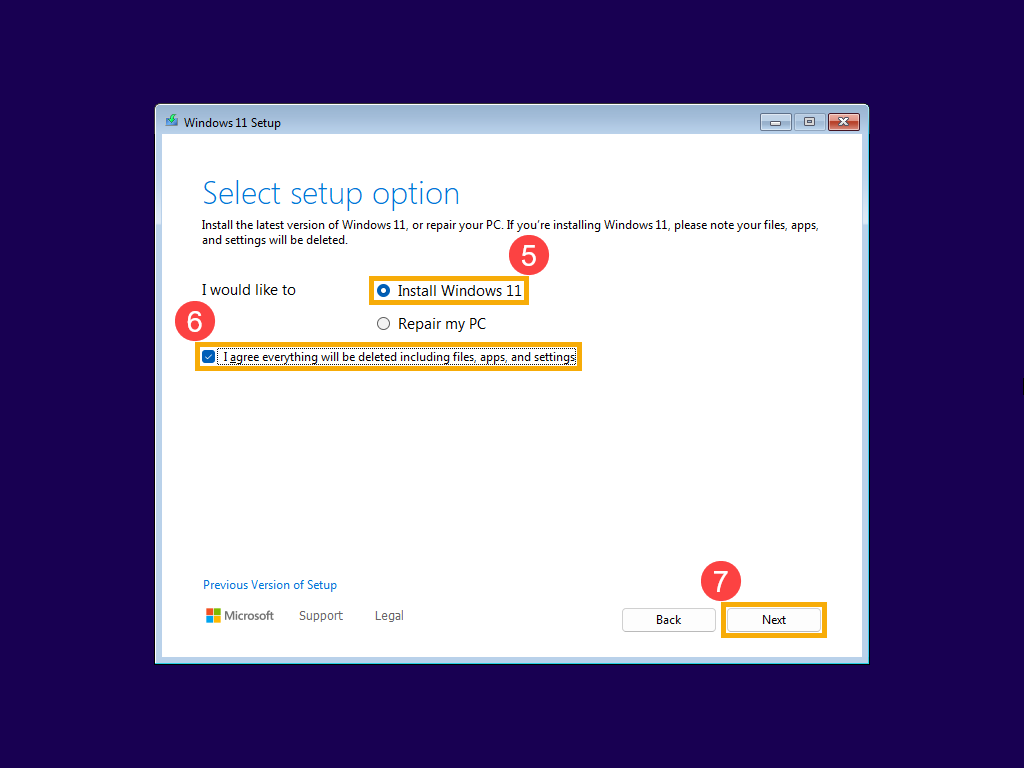 Windows 11 Setup
Select setup option
Install the latest version of Windows 11, or repair your PC. If you're installing Windows 11, please note your files, apps,
and settings will be deleted.
5
I would like to
Install Windows 11
Repair my PC
6
I agree everything will be deleted including files, apps, and settings
Previous Version of Setup
7
Microsoft Support Legal
Back Next